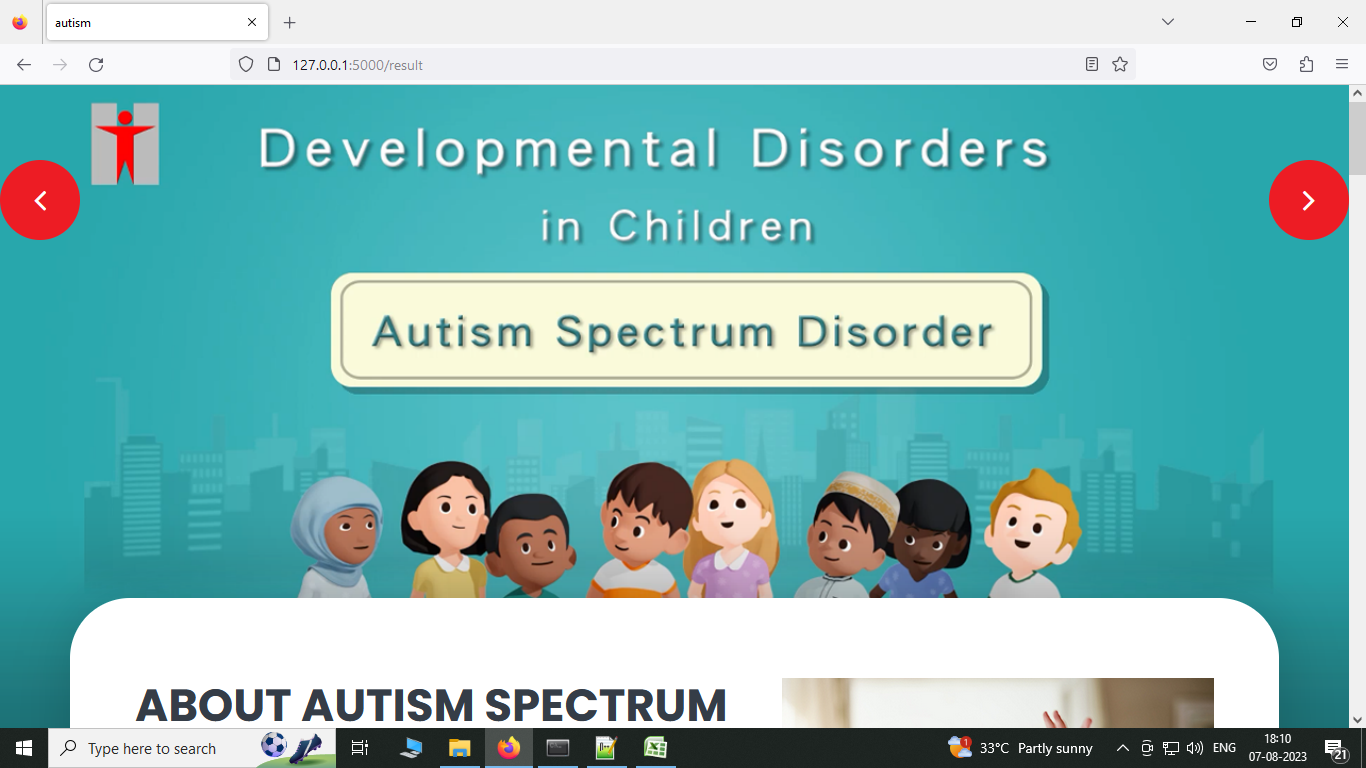 autism
127.0.0.1:5000/result
Developmental Disorders
in Children
Autism Spectrum Disorder
ABOUT AUTISM SPECTRUM
Type here to search
1
33°C Partly sunny
ENG
18:10
07-08-2023
21